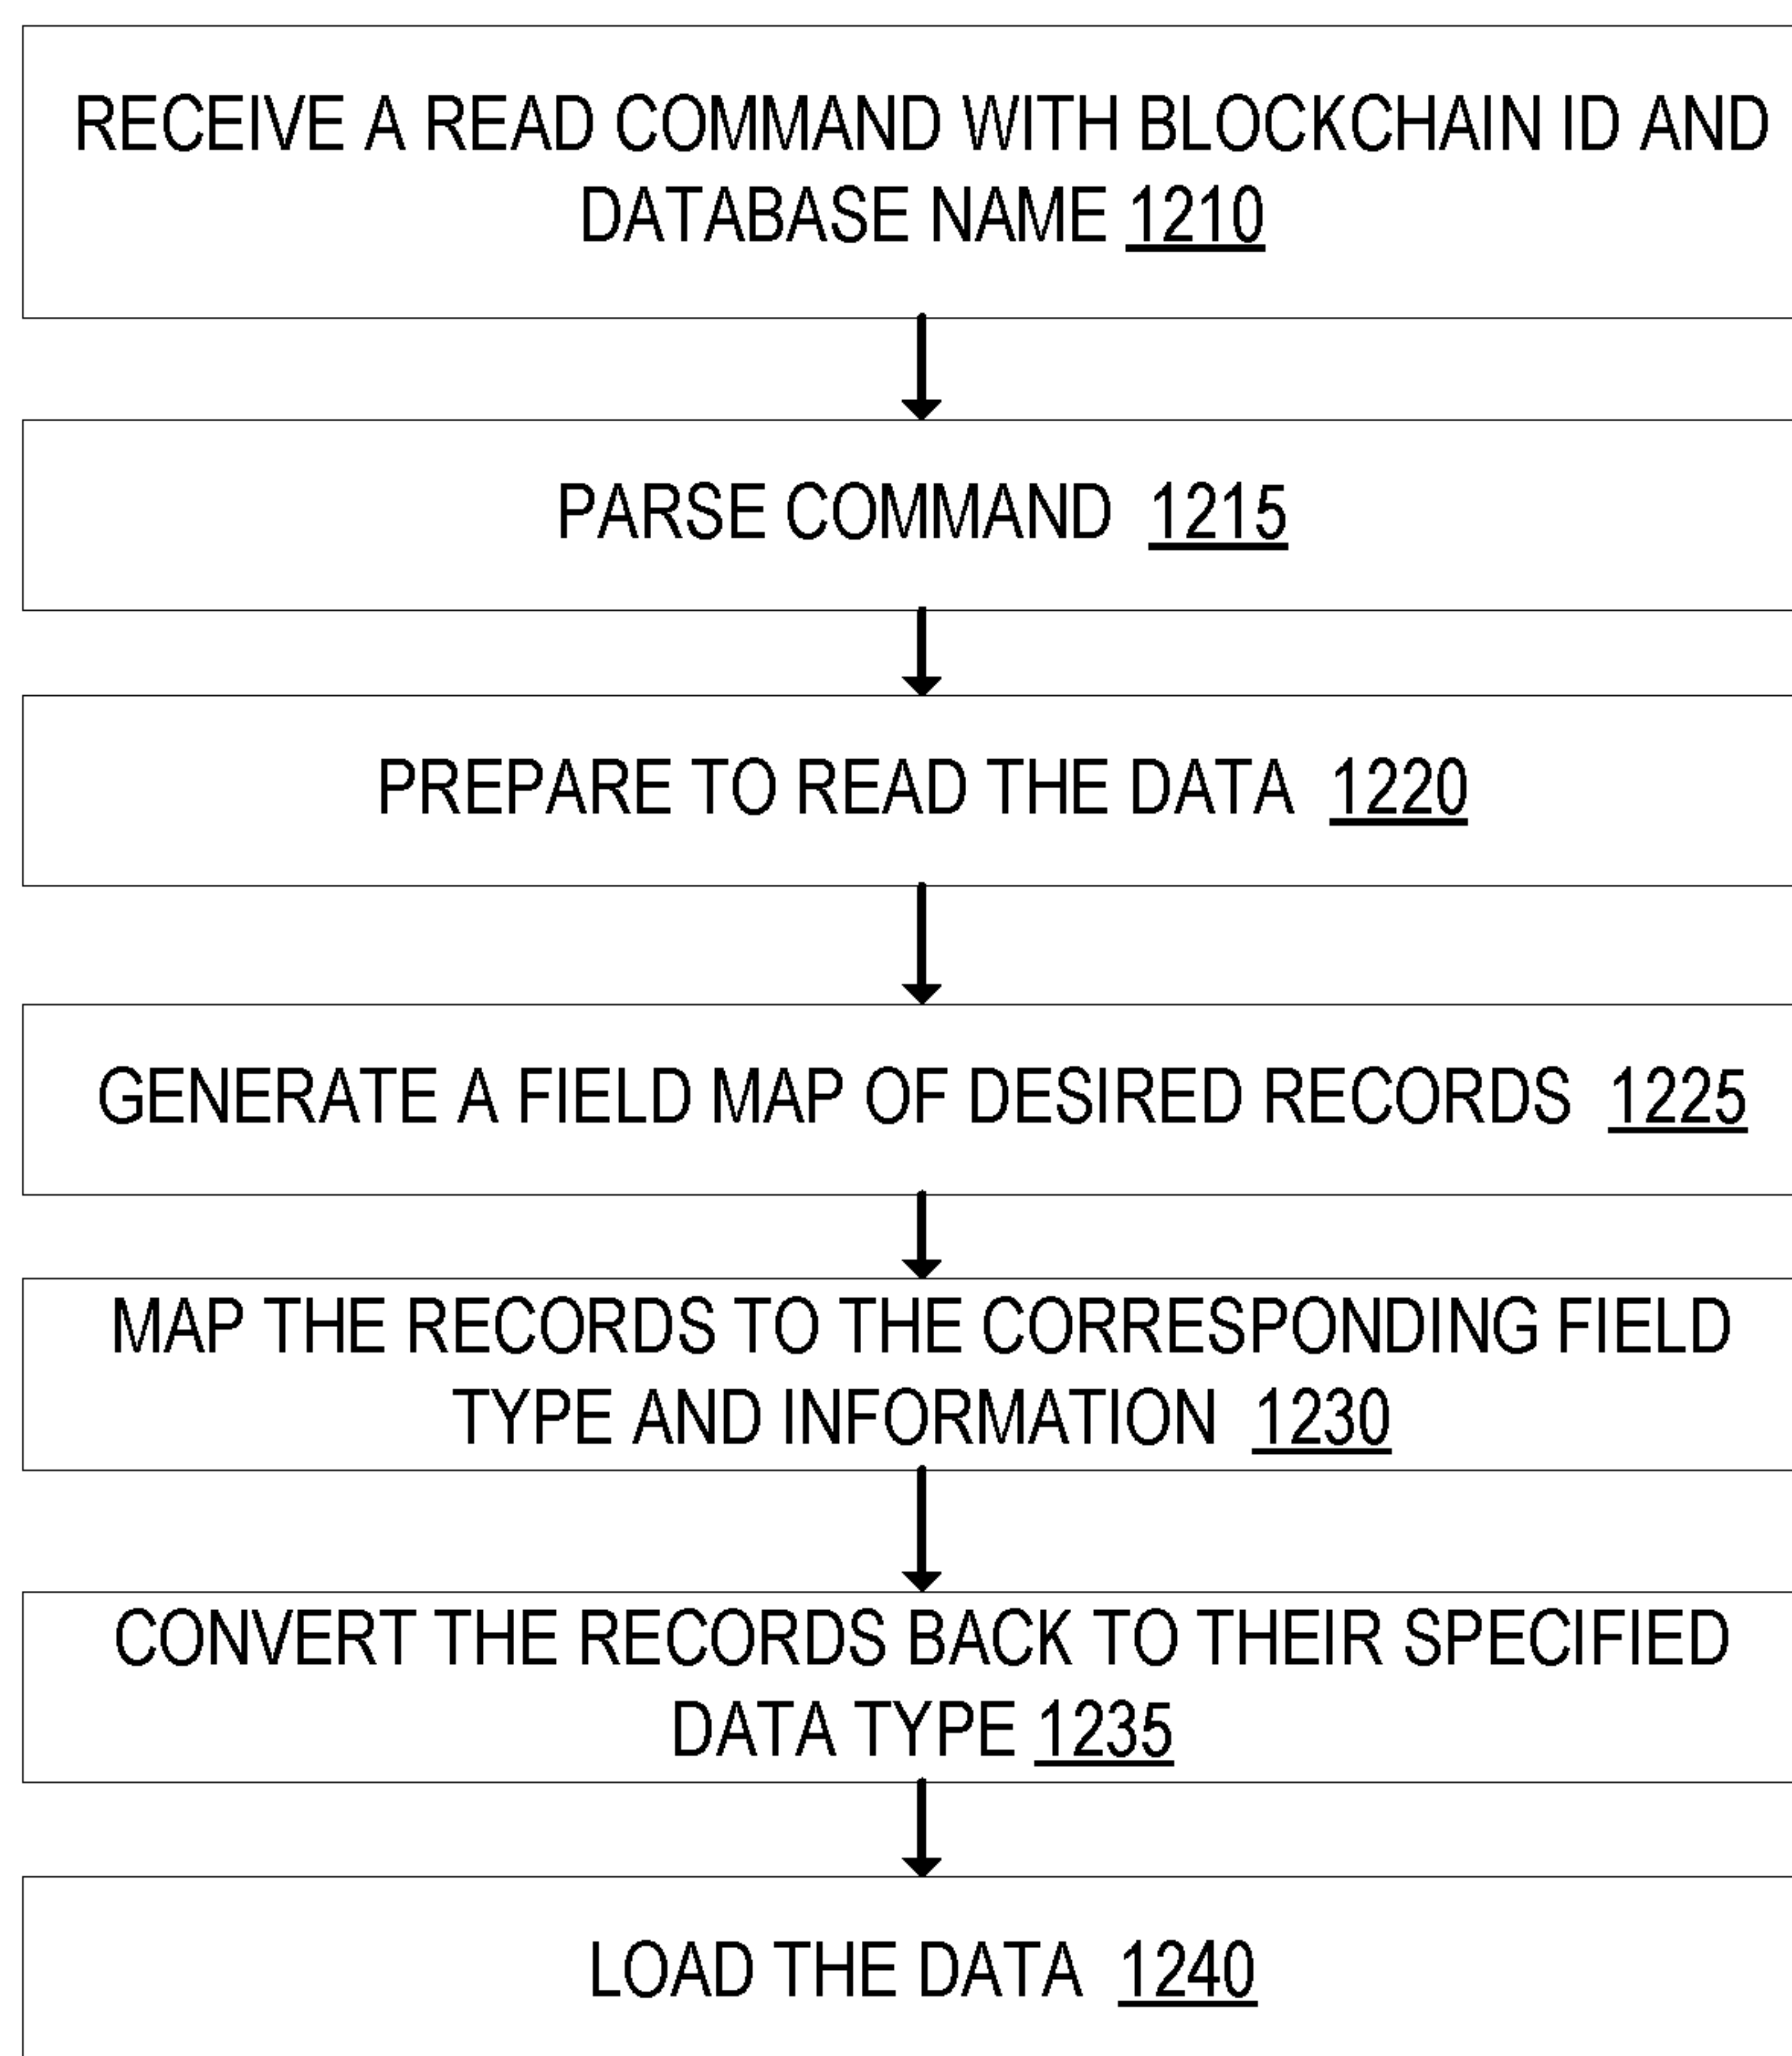 RECEIVE A READ COMMAND WITH BLOCKCHAIN ID AND
DATABASE NAME 1210
PARSE COMMAND 1215
PREPARE TO READ THE DATA 1220
GENERATE A FIELD MAP OF DESIRED RECORDS 1225
MAP THE RECORDS TO THE CORRESPONDING FIELD
TYPE AND INFORMATION 1230
CONVERT THE RECORDS BACK TO THEIR SPECIFIED
DATA TYPE 1235
LOAD THE DATA 1240